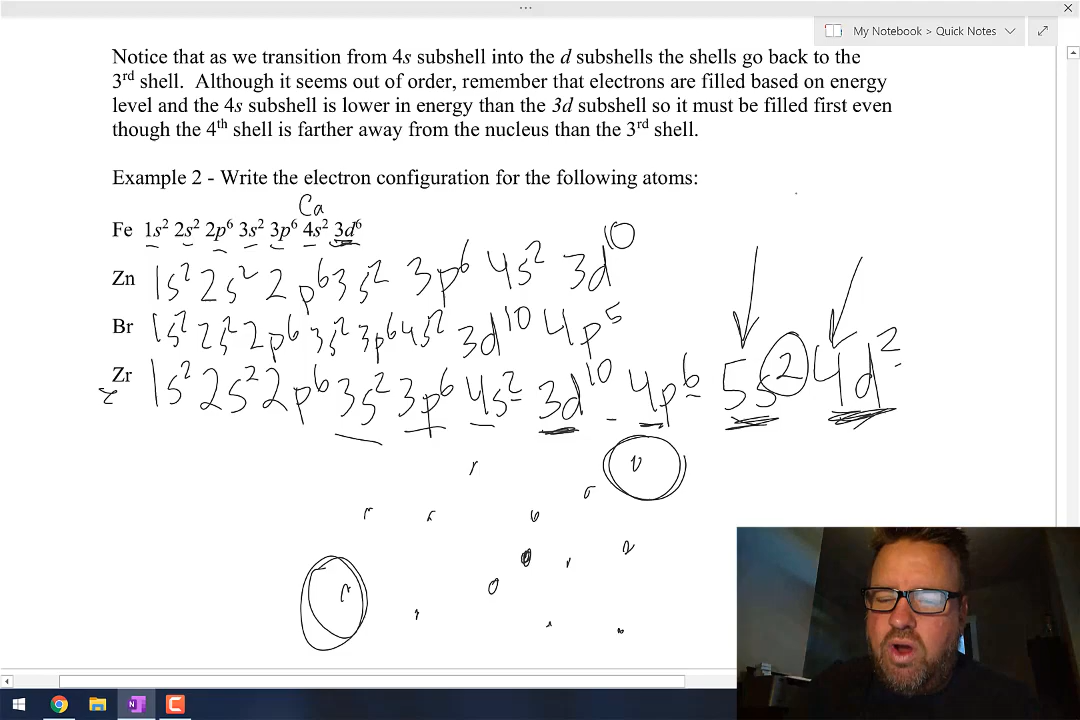 My Notebook > Quick Notes
Notice that as we transition from 4s subshell into the d subshells the shells go back to the
3rd shell. Although it seems out of order, remember that electrons are filled based on energy
level and the 4s subshell is lower in energy than the 3d subshell so it must be filled first even
though the 4th shell is farther away from the nucleus than the 3rd shell.
Example 2 - Write the electron configuration for the following atoms:
Ca
Fe 1s² 2s² 2p⁶ 3s² 3p⁶ 4s² 3d⁶
Zn 1s² 2s² 2p⁶ 3s² 3p⁶ 4s² 3d¹⁰
Br 1s² 2s² 2p⁶ 3s² 3p⁶ 4s² 3d¹⁰ 4p⁵
Zr 1s² 2s² 2p⁶ 3s² 3p⁶ 4s² 3d¹⁰ 4p⁶ 5s² 4d²